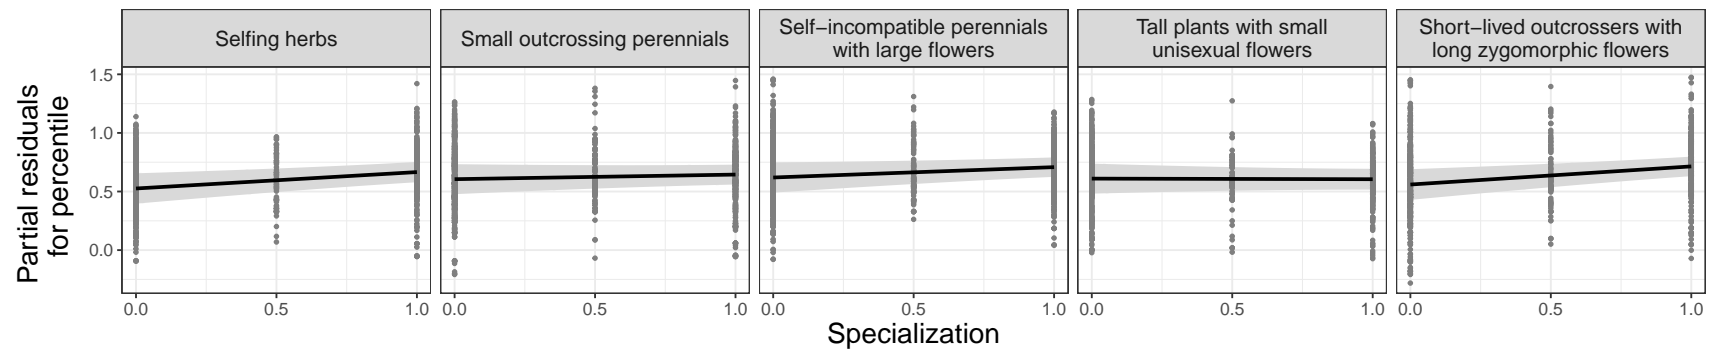 Selfing herbs
Small outcrossing perennials
Self−incompatible perennials
with large flowers
Tall plants with small
unisexual flowers
Short−lived outcrossers with
long zygomorphic flowers
Partial residuals
for percentile
1.5
1.0
0.5
0.0
0.0 0.5 1.0 0.0 0.5 1.0 0.0 0.5 1.0 0.0 0.5 1.0 0.0 0.5 1.0
Specialization